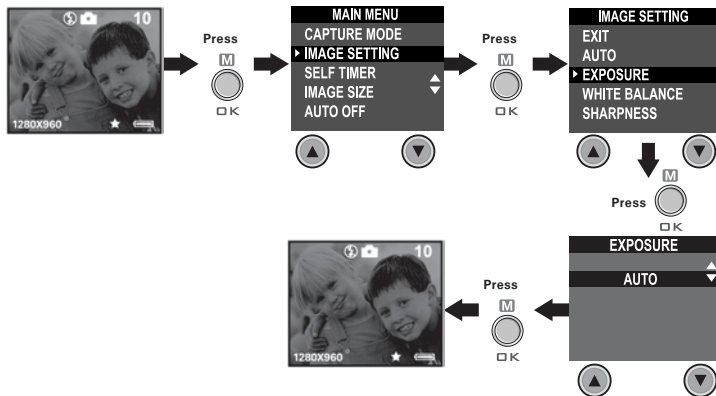 10
1280X960
Press
M
OK
MAIN MENU
CAPTURE MODE
IMAGE SETTING
SELF TIMER
IMAGE SIZE
AUTO OFF
Press
M
OK
IMAGE SETTING
EXIT
AUTO
EXPOSURE
WHITE BALANCE
SHARPNESS
Press
M
OK
EXPOSURE
AUTO
Press
M
OK
10
1280X960